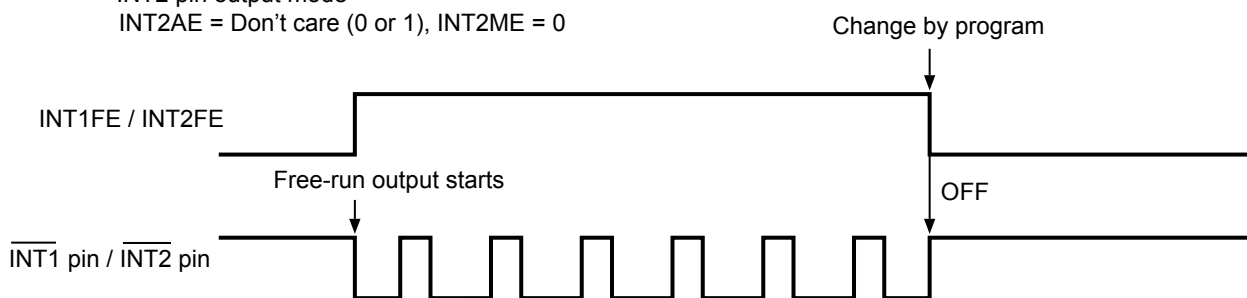 INT2 pin output mode
INT2AE = Don't care (0 or 1), INT2ME = 0
Change by program
INT1FE / INT2FE
Free-run output starts
OFF
INT1 pin / INT2 pin